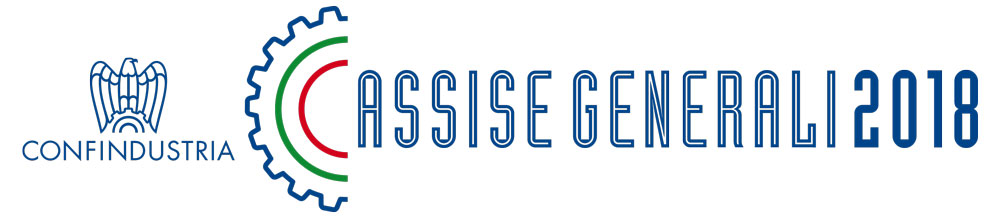 CONFINDUSTRIA
ASSISE GENERALI 2018